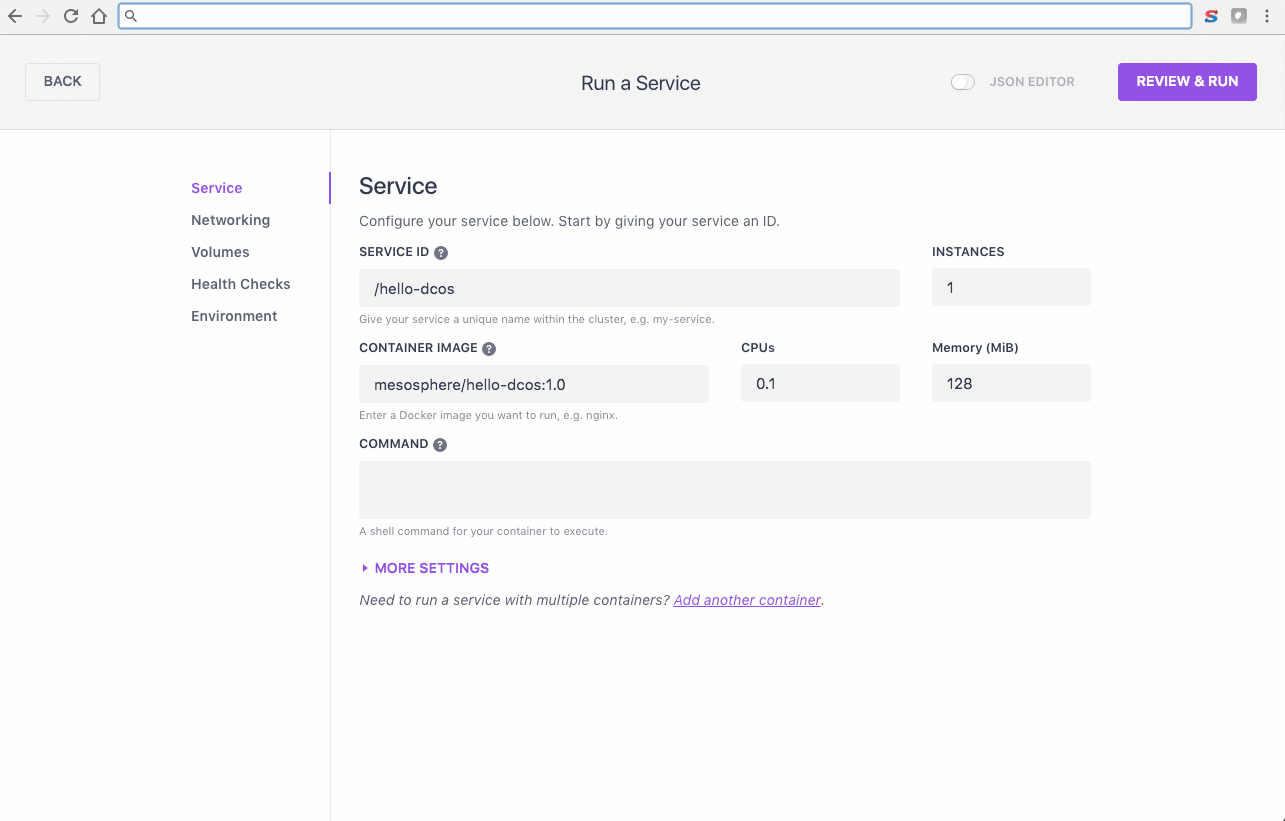 BACK
Run a Service
JSON EDITOR
REVIEW & RUN
Service
Networking
Volumes
Health Checks
Environment
Service
Configure your service below. Start by giving your service an ID.
SERVICE ID ?
INSTANCES
/hello-dcos
1
Give your service a unique name within the cluster, e.g. my-service.
CONTAINER IMAGE ?
CPUs
Memory (MiB)
mesosphere/hello-dcos:1.0
0.1
128
Enter a Docker image you want to run, e.g. nginx.
COMMAND ?
A shell command for your container to execute.
MORE SETTINGS
Need to run a service with multiple containers? Add another container.